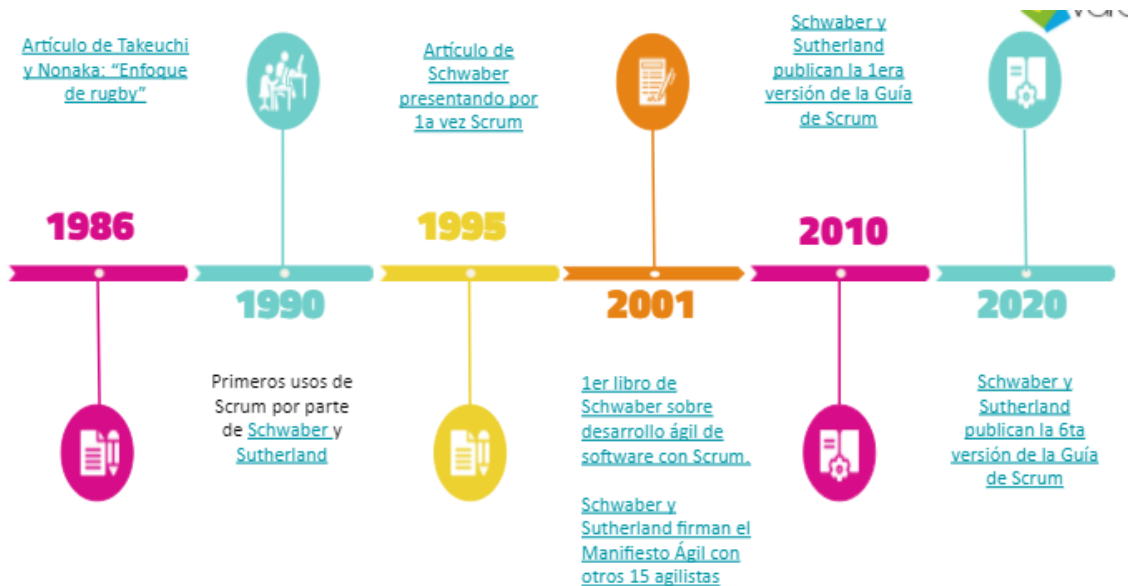 Artículo de Takeuchi
y Nonaka: "Enfoque
de rugby"
1986
1990
Primeros usos de
Scrum por parte
de Schwaber y
Sutherland
Artículo de
Schwaber
presentando por
1a vez Scrum
1995
2001
1er libro de
Schwaber sobre
desarrollo ágil de
software con Scrum.
Schwaber y
Sutherland firman el
Manifiesto Ágil con
otros 15 agilistas
Schwaber y
Sutherland
publican la 1era
versión de la Guía
de Scrum
2010
2020
Schwaber y
Sutherland
publican la 6ta
versión de la Guía
de Scrum